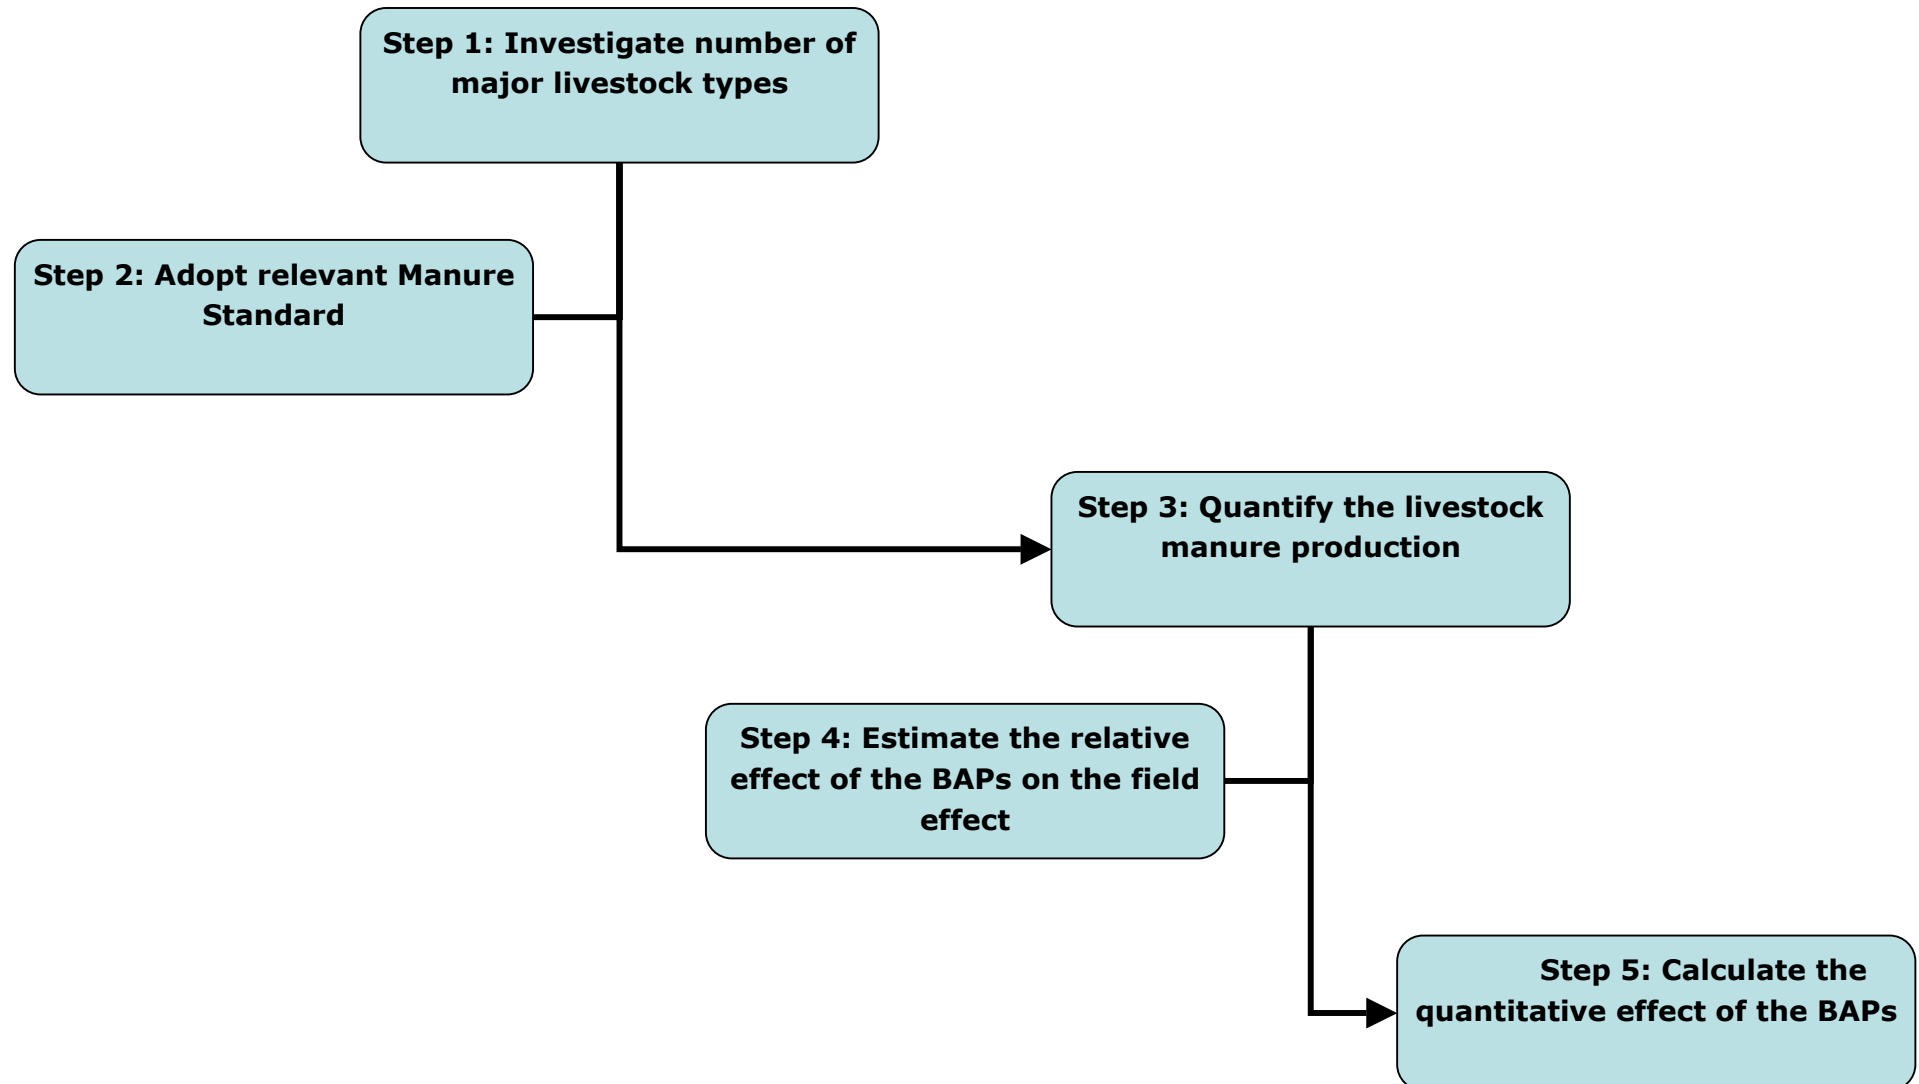 Step 1: Investigate number of
major livestock types
Step 2: Adopt relevant Manure
Standard
Step 3: Quantify the livestock
manure production
Step 4: Estimate the relative
effect of the BAPs on the field
effect
Step 5: Calculate the
quantitative effect of the BAPs